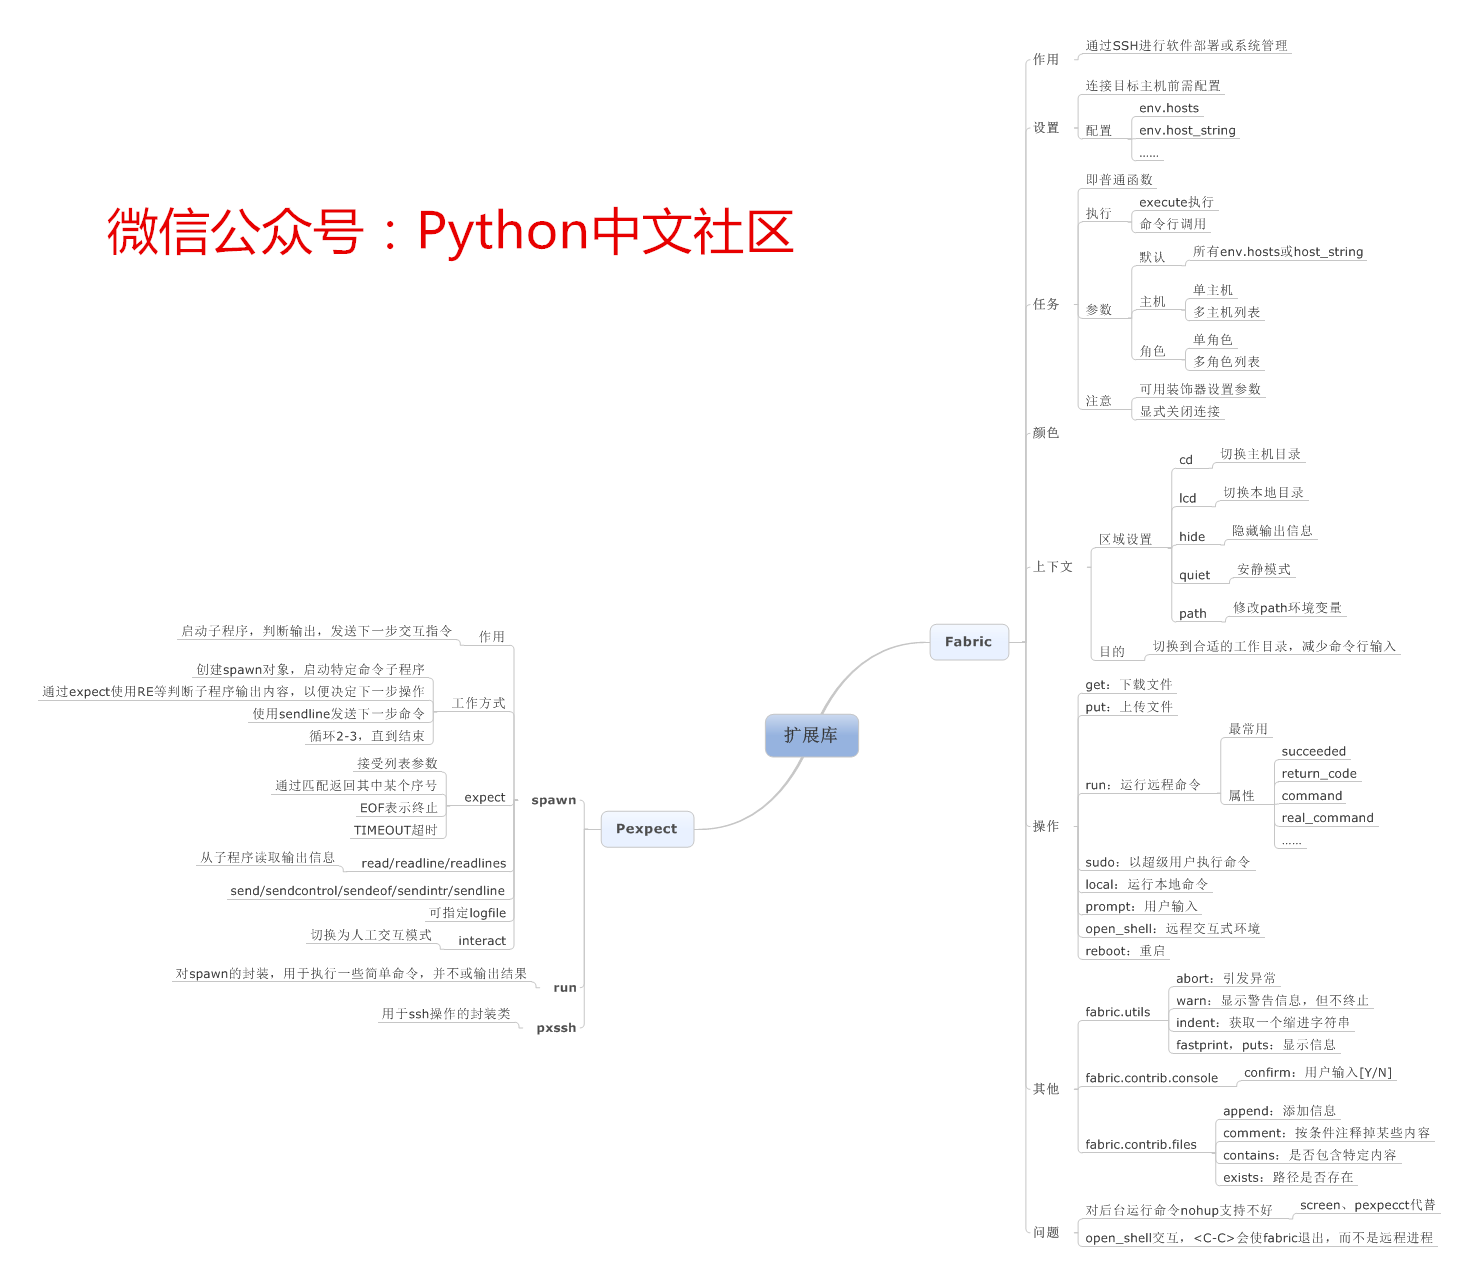 微信公众号：Python中文社区
扩展库
Fabric
作用
通过SSH进行软件部署或系统管理
设置
连接目标主机前需配置
配置
env.hosts
env.host_string
......
任务
即普通函数
执行
execute执行
命令行调用
参数
默认
所有env.hosts或host_string
主机
单主机
多主机列表
角色
单角色
多角色列表
注意
可用装饰器设置参数
显式关闭连接
颜色
上下文
区域设置
cd
切换主机目录
lcd
切换本地目录
hide
隐藏输出信息
quiet
安静模式
path
修改path环境变量
目的
切换到合适的工作目录，减少命令行输入
操作
get：下载文件
put：上传文件
run：运行远程命令
最常用
属性
succeeded
return_code
command
real_command
......
sudo：以超级用户执行命令
local：运行本地命令
prompt：用户输入
open_shell：远程交互式环境
reboot：重启
其他
fabric.utils
abort：引发异常
warn：显示警告信息，但不终止
indent：获取一个缩进字符串
fastprint，puts：显示信息
fabric.contrib.console
confirm：用户输入[Y/N]
fabric.contrib.files
append：添加信息
comment：按条件注释掉某些内容
contains：是否包含特定内容
exists：路径是否存在
问题
对后台运行命令nohup支持不好
screen、pexpecct代替
open_shell交互，<C-C>会使fabric退出，而不是远程进程
Pexpect
spawn
作用
启动子程序，判断输出，发送下一步交互指令
工作方式
创建spawn对象，启动特定命令子程序
通过expect使用RE等判断子程序输出内容，以便决定下一步操作
使用sendline发送下一步命令
循环2-3，直到结束
expect
接受列表参数
通过匹配返回其中某个序号
EOF表示终止
TIMEOUT超时
read/readline/readlines
从子程序读取输出信息
send/sendcontrol/sendeof/sendintr/sendline
可指定logfile
interact
切换为人工交互模式
run
对spawn的封装，用于执行一些简单命令，并不或输出结果
pxssh
用于ssh操作的封装类